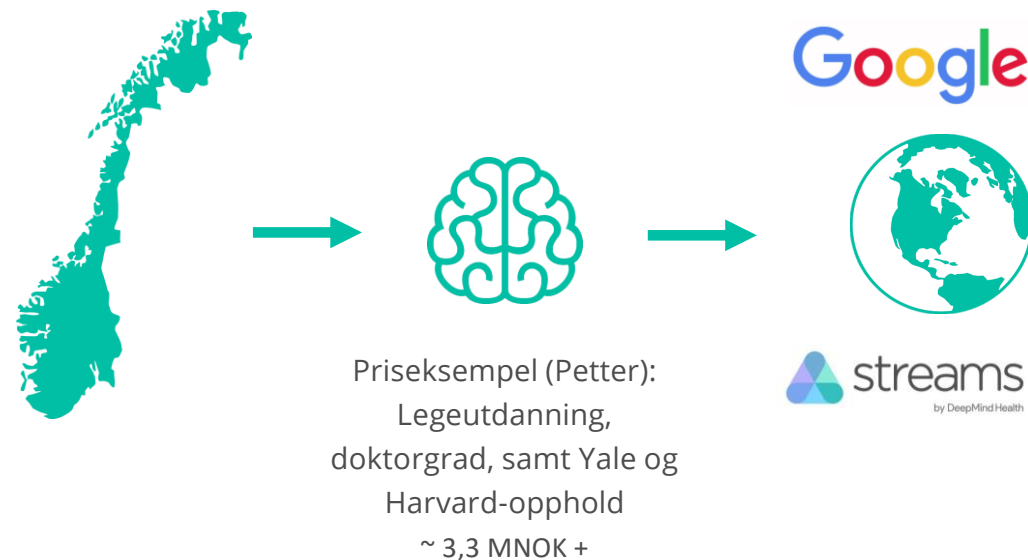 Google
streams
by DeepMind Health
Priseksempel (Petter):
Legeutdanning,
doktorgrad, samt Yale og
Harvard-opphold
~ 3,3 MNOK +